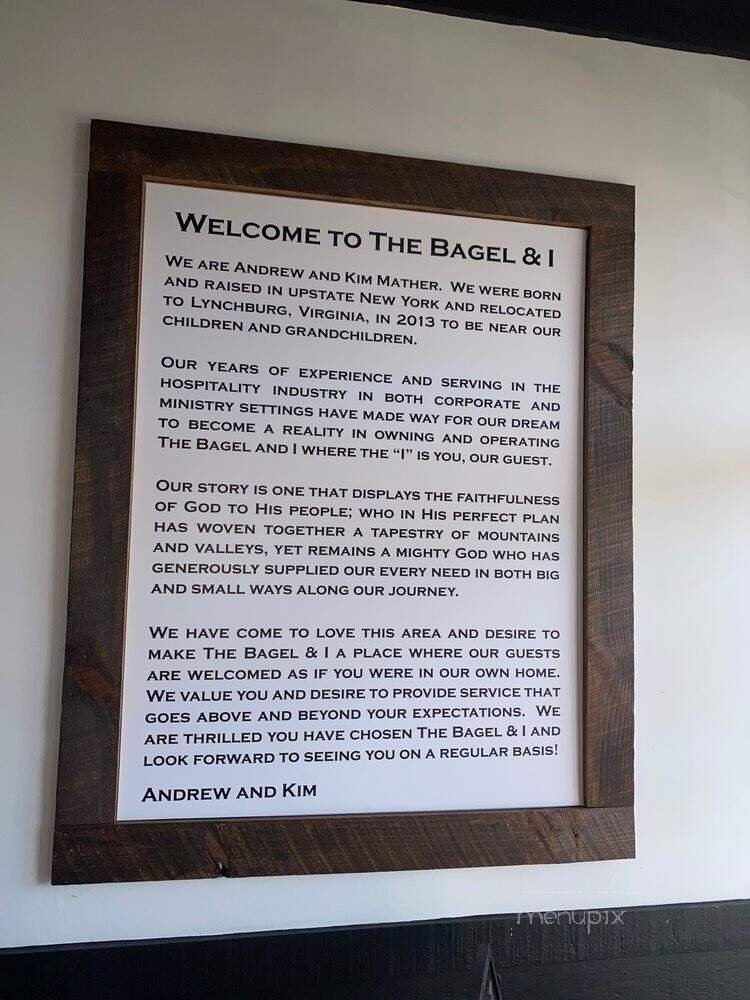 Welcome to The Bagel & I
We are Andrew and Kim Mather. We were born
and raised in upstate New York and relocated
to Lynchburg, Virginia, in 2013 to be near our
children and grandchildren.
Our years of experience and serving in the
hospitality industry in both corporate and
ministry settings have made way for our dream
to become a reality in owning and operating
The Bagel and I where the “I” is you, our guest.
Our story is one that displays the faithfulness
of God to His people; who in His perfect plan
has woven together a tapestry of mountains
and valleys, yet remains a mighty God who has
generously supplied our every need in both big
and small ways along our journey.
We have come to love this area and desire to
make The Bagel & I a place where our guests
are welcomed as if you were in our own home.
We value you and desire to provide service that
goes above and beyond your expectations. We
are thrilled you have chosen The Bagel & I and
look forward to seeing you on a regular basis!
Andrew and Kim
menupix